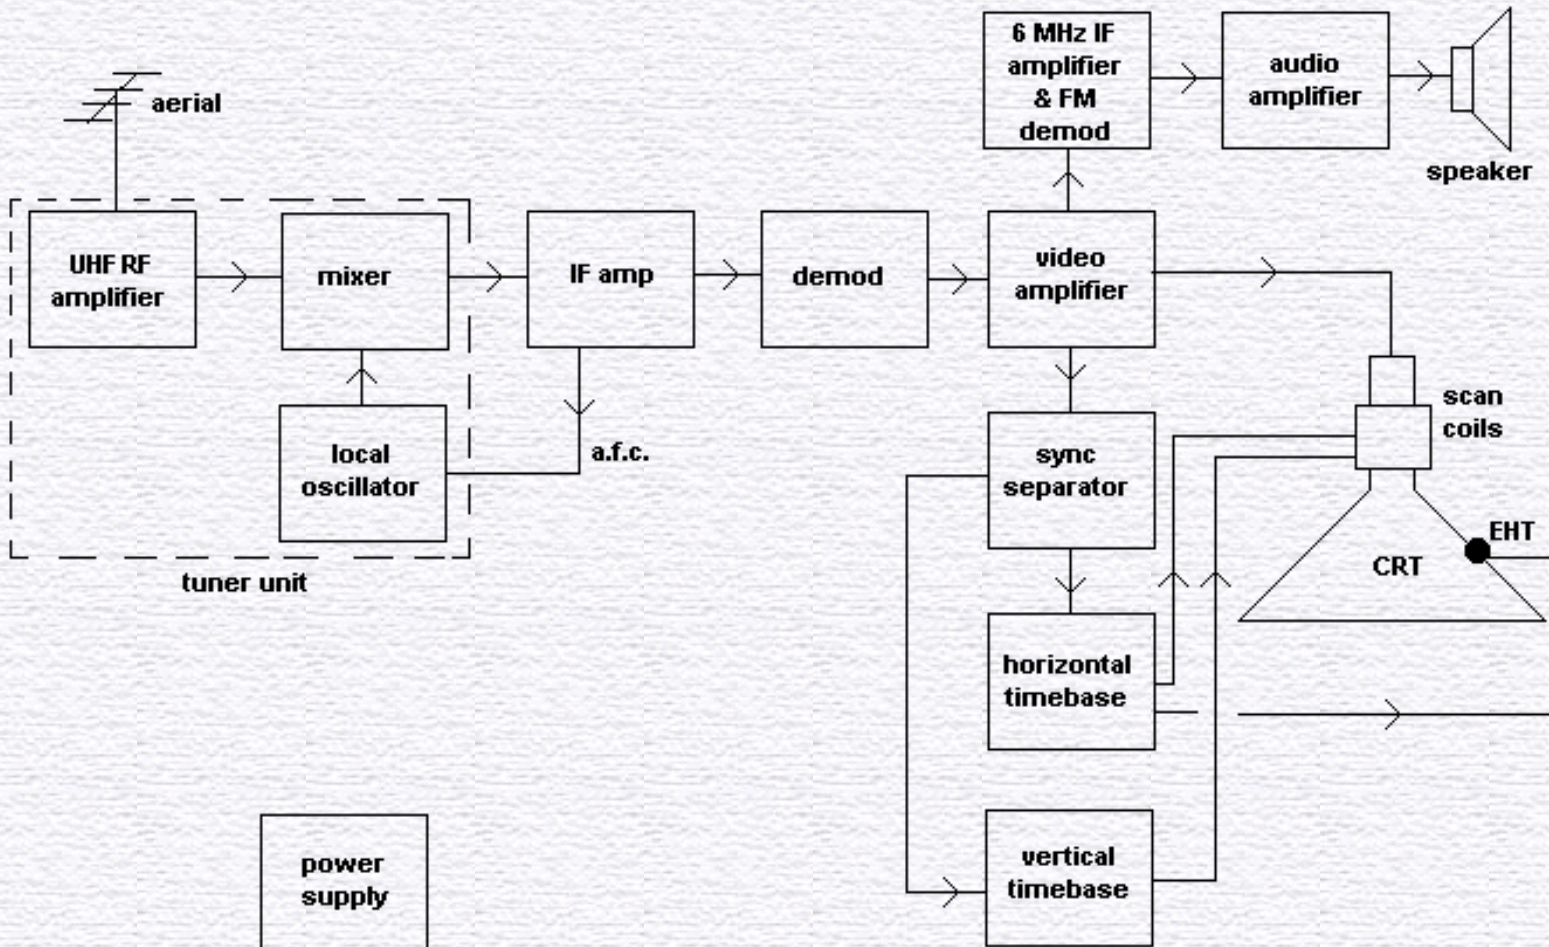 aerial
UHF RF
amplifier
mixer
local
oscillator
tuner unit
IF amp
a.f.c.
demod
video
amplifier
6 MHz IF
amplifier
& FM
demod
audio
amplifier
speaker
sync
separator
scan
coils
EHT
CRT
horizontal
timebase
vertical
timebase
power
supply